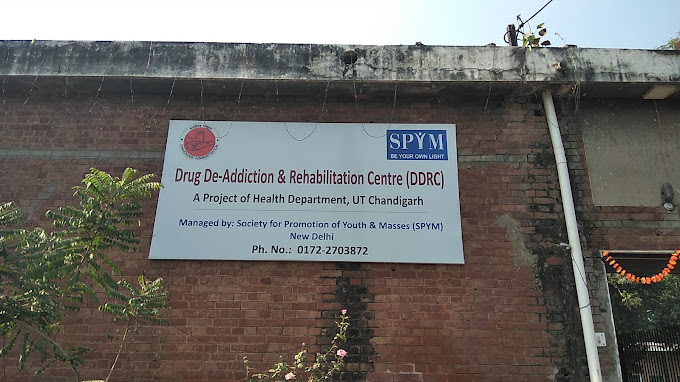 SPYM
BE YOUR OWN LIGHT
Drug De-Addiction & Rehabilitation Centre (DDRC)
A Project of Health Department, UT Chandigarh
Managed by: Society for Promotion of Youth & Masses (SPYM)
New Delhi
Ph. No.: 0172-2703872